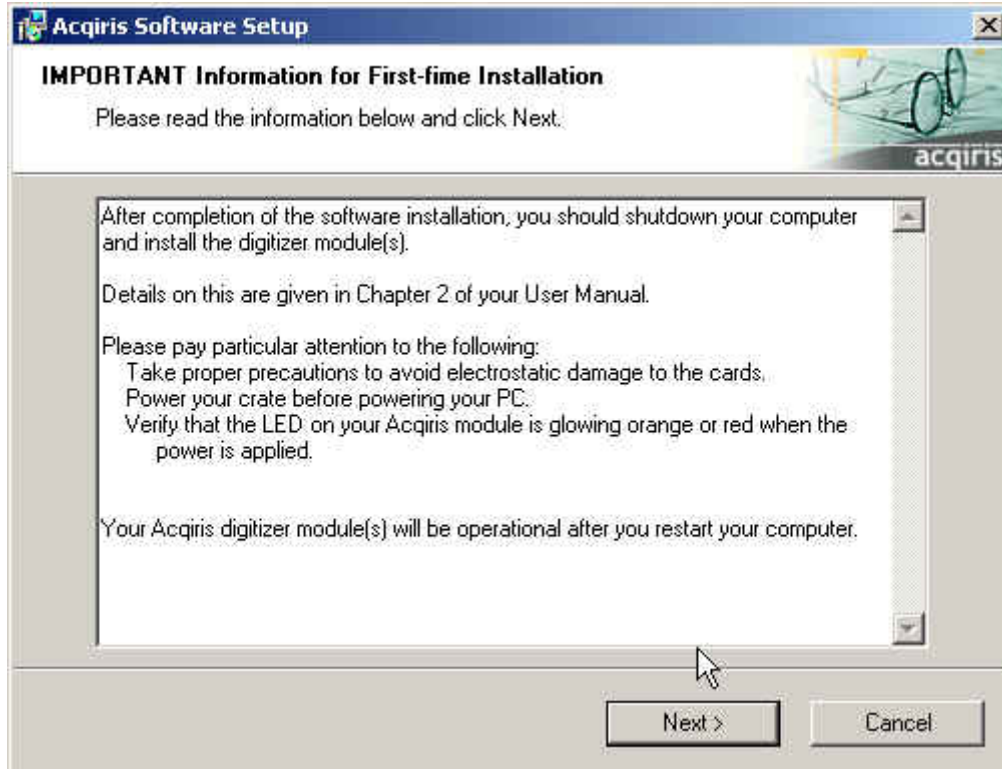 Acqiris Software Setup
IMPORTANT Information for First-fime Installation
Please read the information below and click Next.
acqiris
After completion of the software installation, you should shutdown your computer
and install the digitizer module(s).
Details on this are given in Chapter 2 of your User Manual.
Please pay particular attention to the following:
Take proper precautions to avoid electrostatic damage to the cards.
Power your crate before powering your PC.
Verify that the LED on your Acqiris module is glowing orange or red when the
power is applied.
Your Acqiris digitizer module(s) will be operational after you restart your computer.
Next >
Cancel